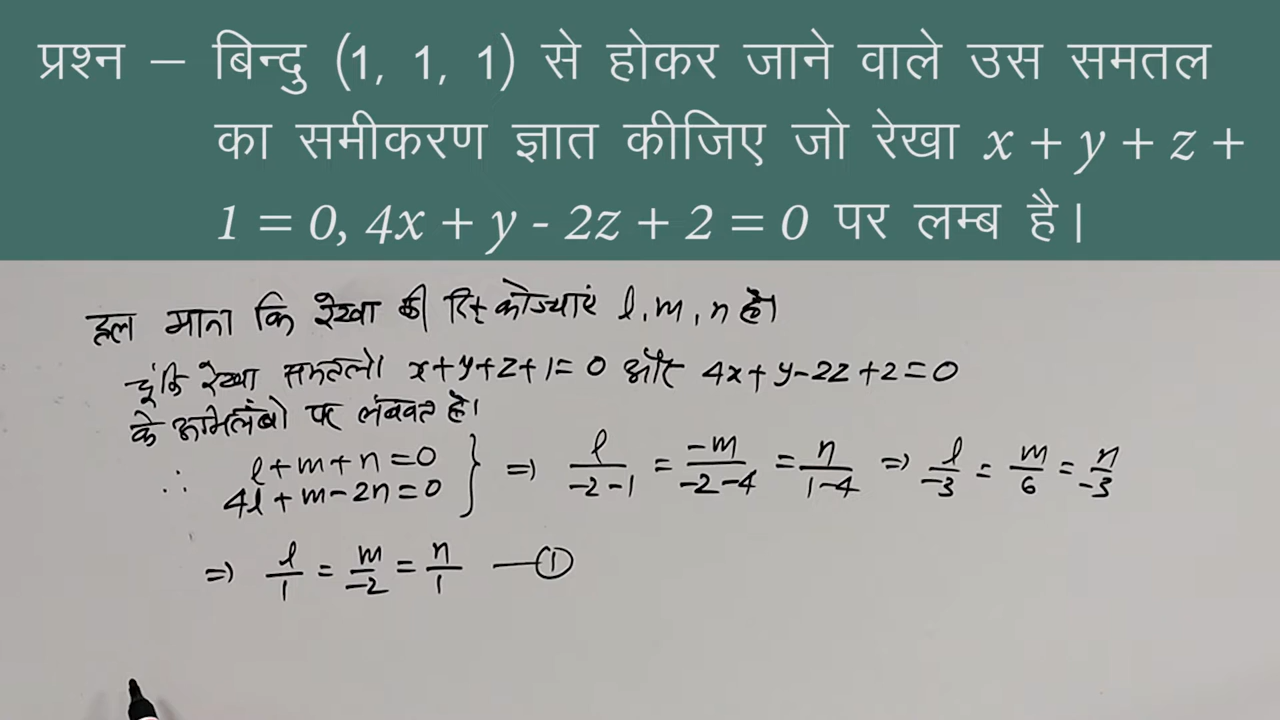 प्रश्न – बिन्दु (1, 1, 1) से होकर जाने वाले उस समतल
का समीकरण ज्ञात कीजिए जो रेखा x + y + z +
1 = 0, 4x + y - 2z + 2 = 0 पर लम्ब है|
हल माना कि रेखा की दिक् कोज्याएं l, m, n है।
चूंकि रेखा समतलों x+y+z+1=0 और 4x+y-2z+2=0
के अभिलंबो पर लंबवत है।
∴ l+m+n=0
4l+m-2n=0 } ⇒ l/-2-1 = -m/-2-4 = n/1-4 ⇒ l/-3 = m/6 = n/-3
⇒ l/1 = m/-2 = n/1 —①